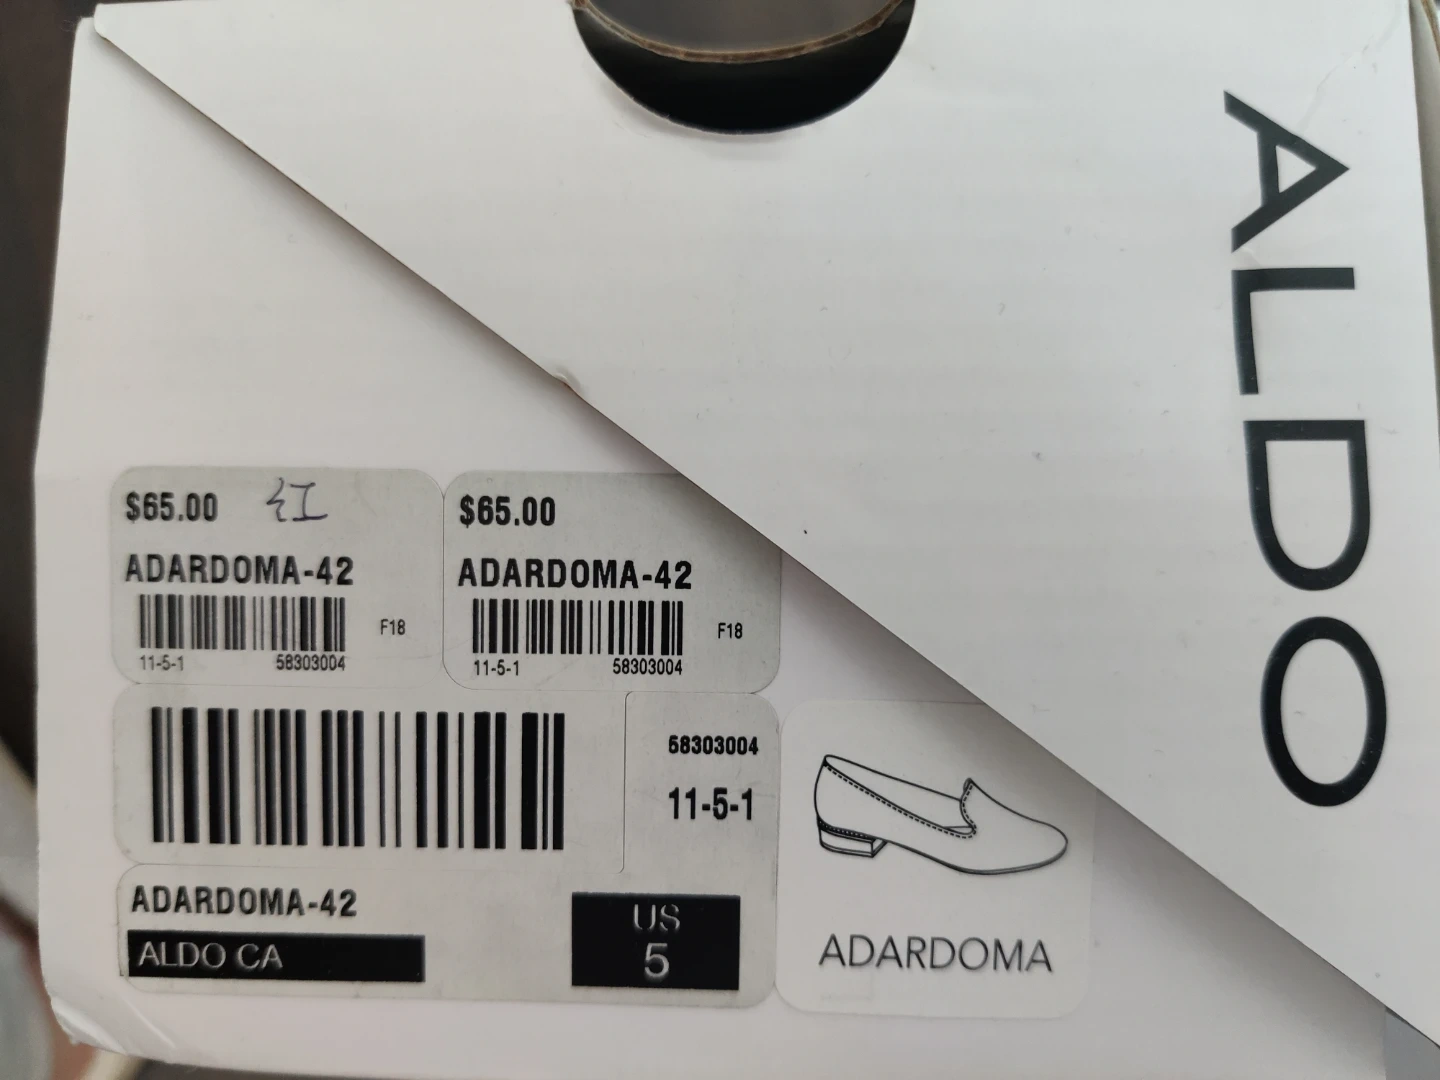 ALDO
$65.00 红
ADARDOMA-42
F18
11-5-1 58303004
$65.00
ADARDOMA-42
F18
11-5-1 58303004
58303004
11-5-1
ADARDOMA-42
ALDO CA
US
5
ADARDOMA